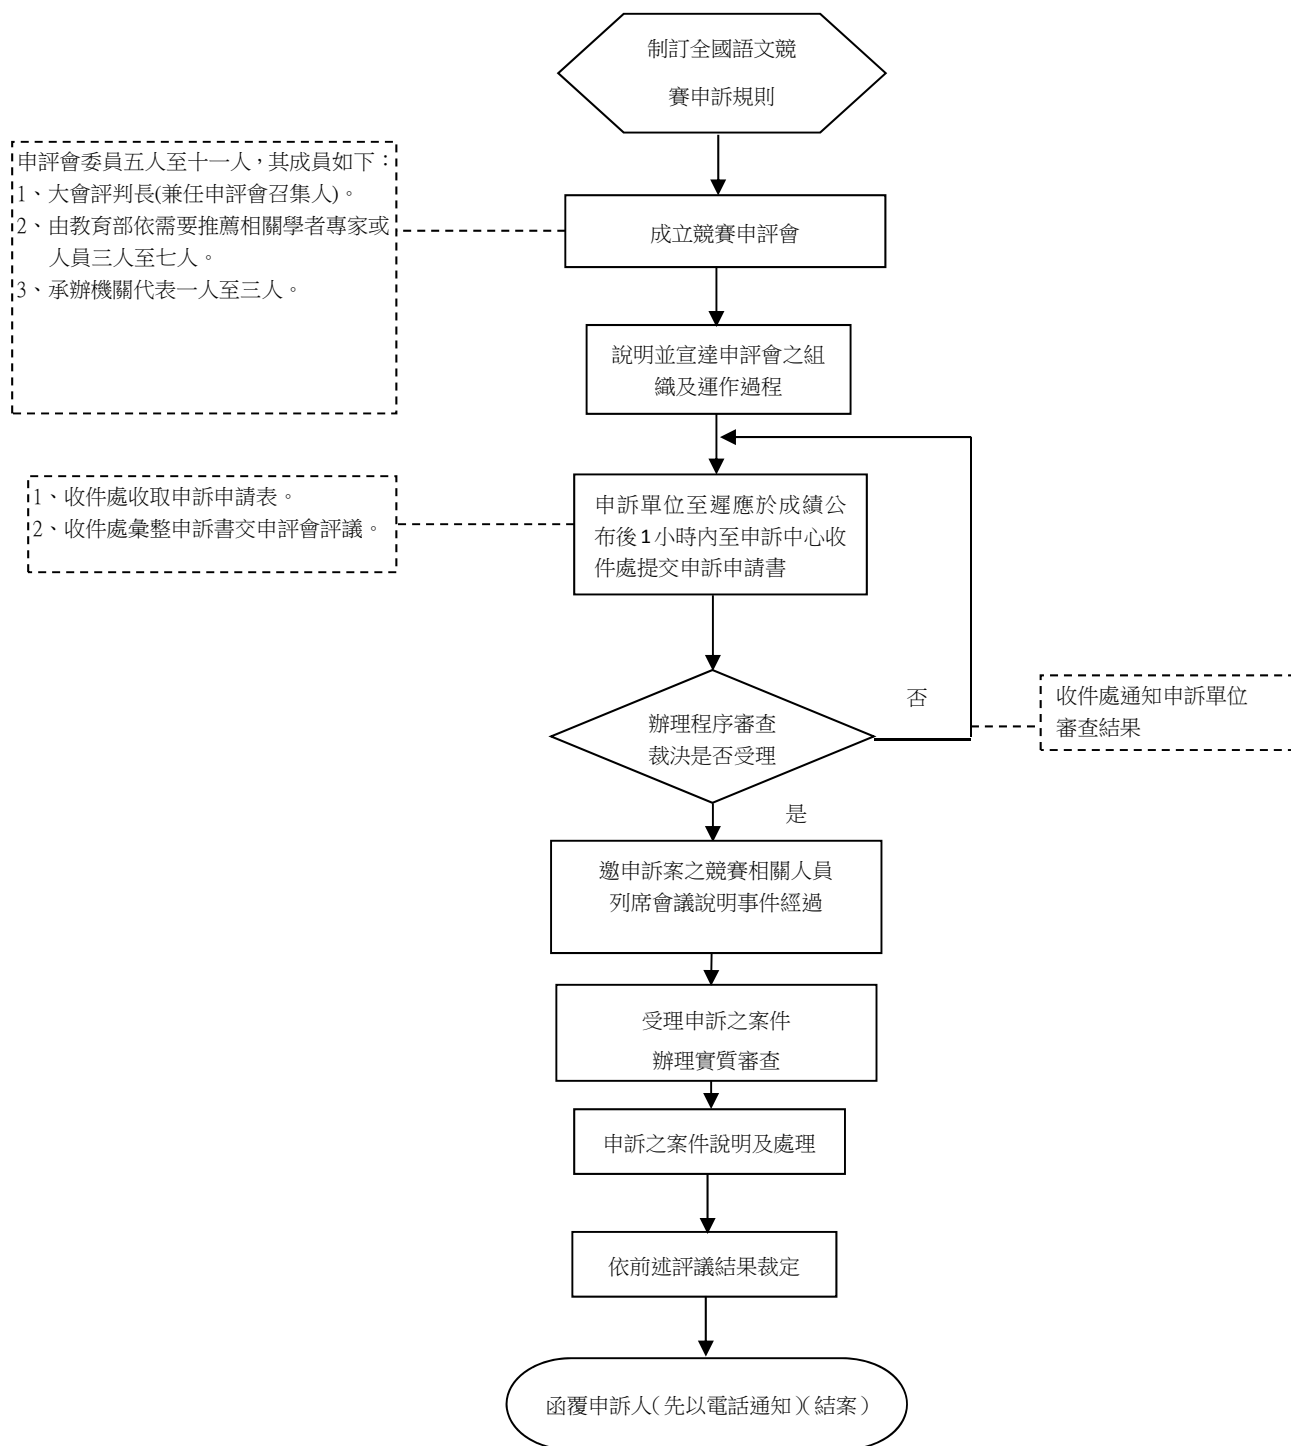 制訂全國語文競
賽申訴規則
申評會委員五人至十一人，其成員如下：
1、大會評判長(兼任申評會召集人)。
2、由教育部依需要推薦相關學者專家或
人員三人至七人。
3、承辦機關代表一人至三人。
成立競賽申評會
說明並宣達申評會之組
織及運作過程
1、收件處收取申訴申請表。
2、收件處彙整申訴書交申評會評議。
申訴單位至遲應於成績公
布後1小時內至申訴中心收
件處提交申訴申請書
辦理程序審查
裁決是否受理
否
收件處通知申訴單位
審查結果
是
邀申訴案之競賽相關人員
列席會議說明事件經過
受理申訴之案件
辦理實質審查
申訴之案件說明及處理
依前述評議結果裁定
函覆申訴人(先以電話通知)(結案)